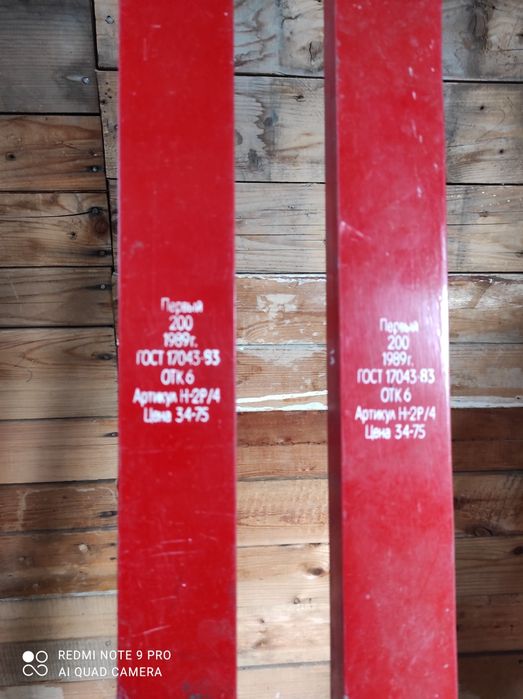 Первый
200
1989г.
ГОСТ 17043-83
ОТК 6
Артикул Н-2Р/4
Цена 34-75
Первый
200
1989г.
ГОСТ 17043-83
ОТК 6
Артикул Н-2Р/4
Цена 34-75
REDMI NOTE 9 PRO
AI QUAD CAMERA